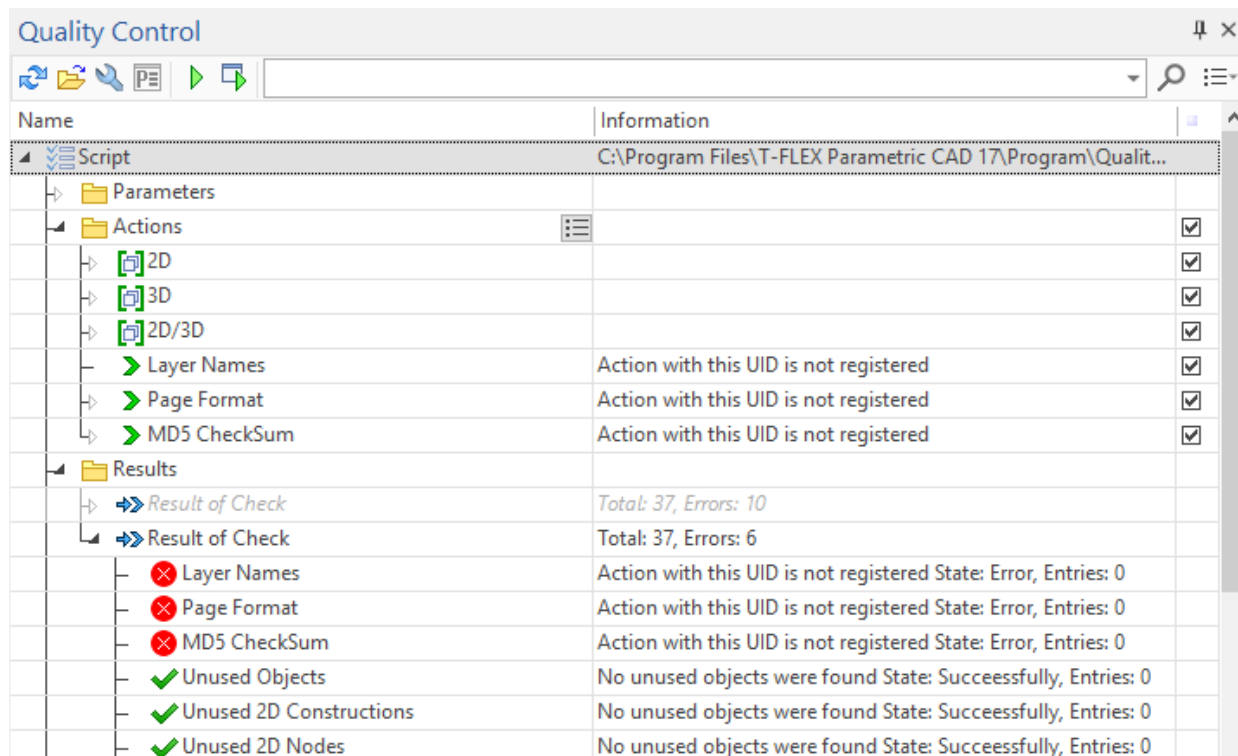 Quality Control
Name Information
Script C:\Program Files\T-FLEX Parametric CAD 17\Program\Qualit...
Parameters
Actions
2D
3D
2D/3D
Layer Names Action with this UID is not registered
Page Format Action with this UID is not registered
MD5 CheckSum Action with this UID is not registered
Results
Result of Check Total: 37, Errors: 10
Result of Check Total: 37, Errors: 6
Layer Names Action with this UID is not registered State: Error, Entries: 0
Page Format Action with this UID is not registered State: Error, Entries: 0
MD5 CheckSum Action with this UID is not registered State: Error, Entries: 0
Unused Objects No unused objects were found State: Succeessfully, Entries: 0
Unused 2D Constructions No unused objects were found State: Succeessfully, Entries: 0
Unused 2D Nodes No unused objects were found State: Succeessfully, Entries: 0